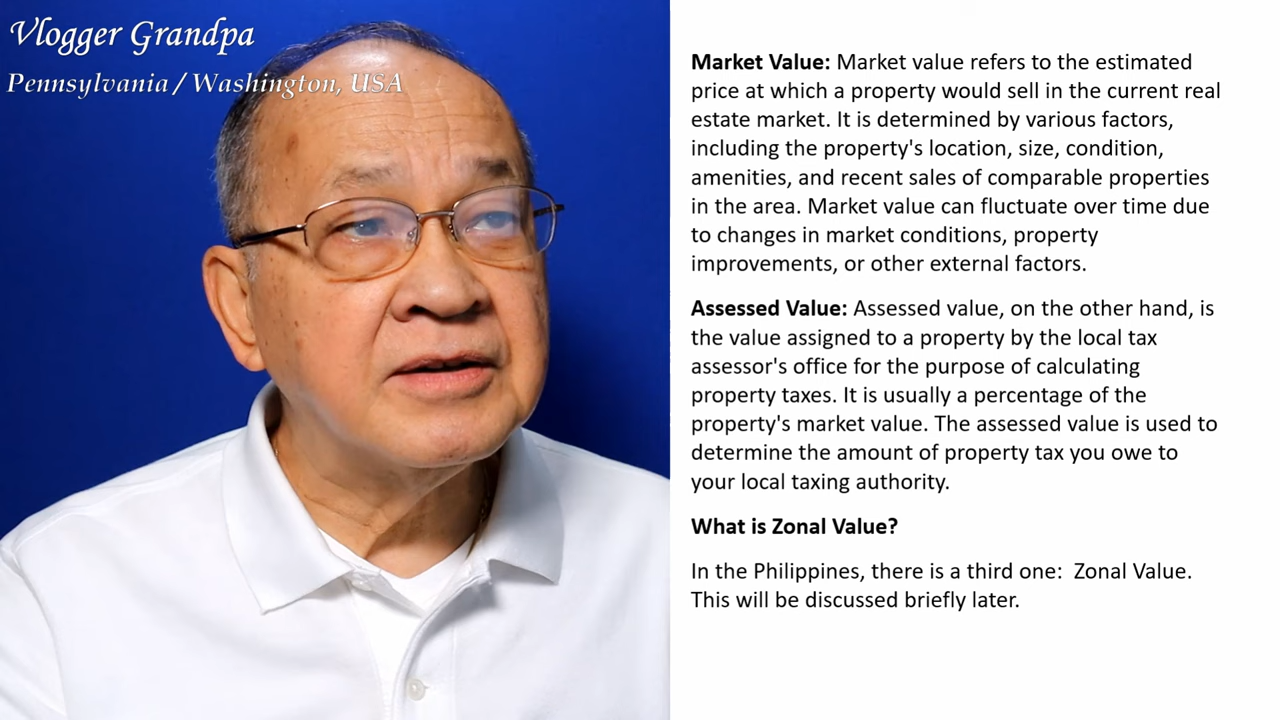 Vlogger Grandpa
Pennsylvania / Washington, USA
Market Value: Market value refers to the estimated
price at which a property would sell in the current real
estate market. It is determined by various factors,
including the property's location, size, condition,
amenities, and recent sales of comparable properties
in the area. Market value can fluctuate over time due
to changes in market conditions, property
improvements, or other external factors.
Assessed Value: Assessed value, on the other hand, is
the value assigned to a property by the local tax
assessor's office for the purpose of calculating
property taxes. It is usually a percentage of the
property's market value. The assessed value is used to
determine the amount of property tax you owe to
your local taxing authority.
What is Zonal Value?
In the Philippines, there is a third one:  Zonal Value.
This will be discussed briefly later.